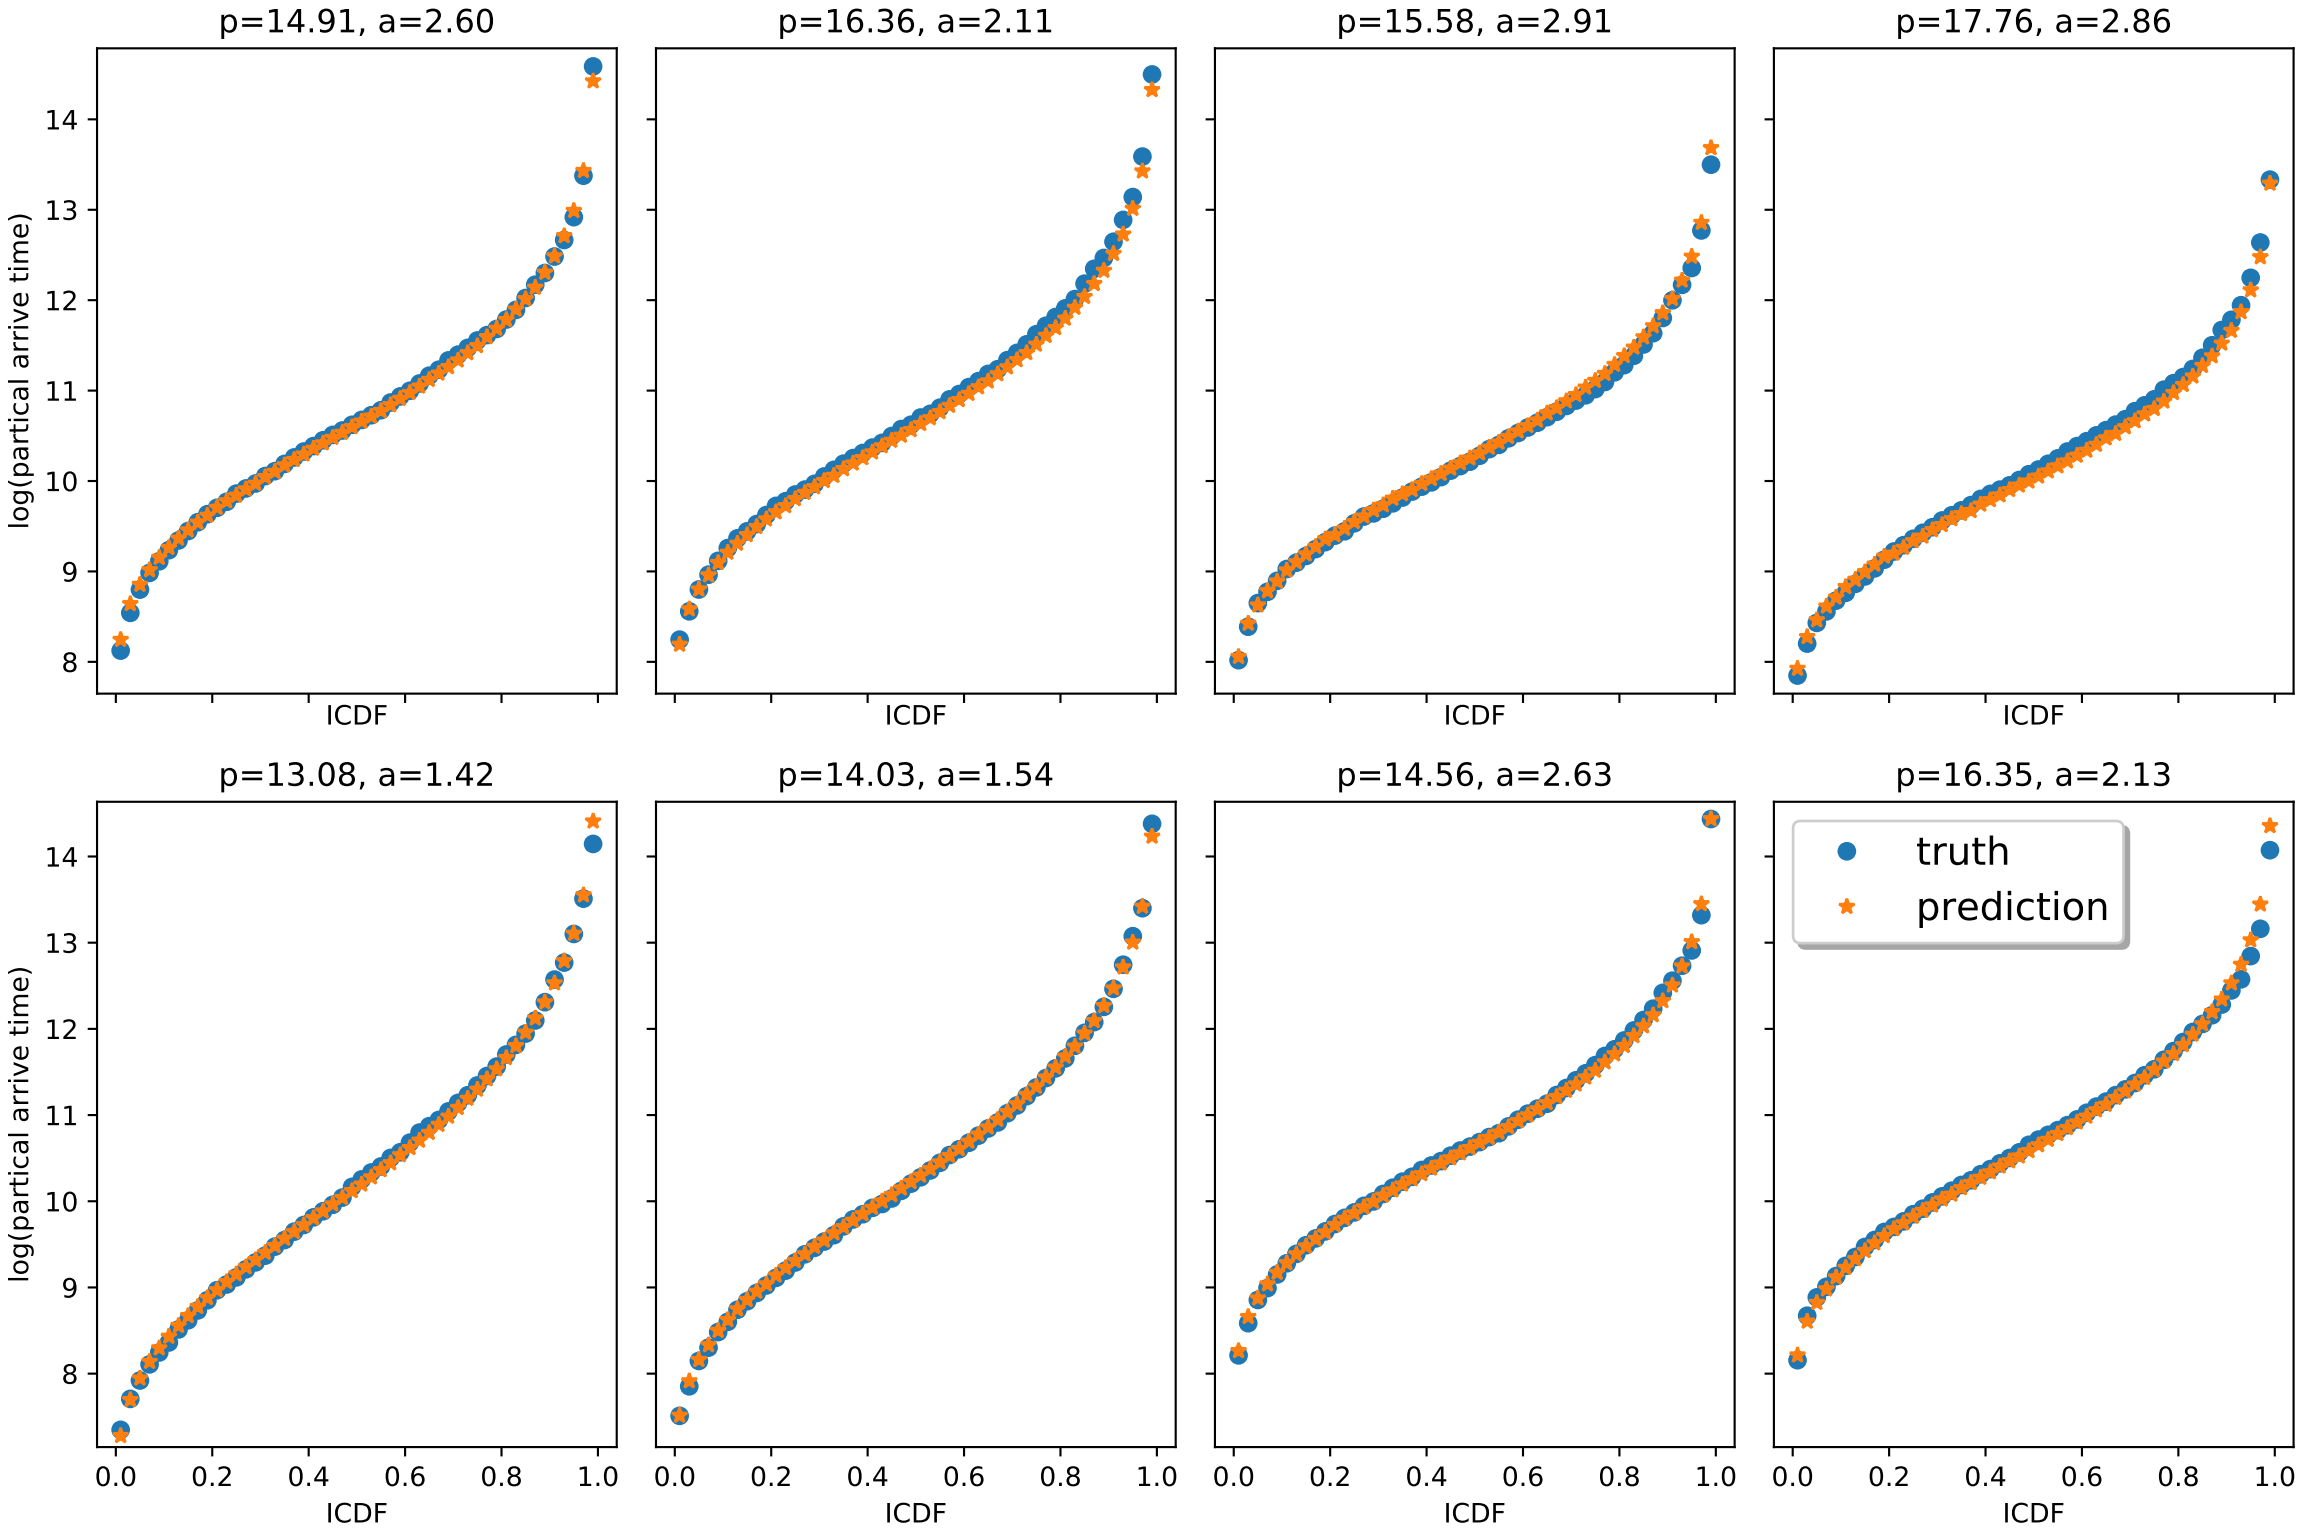 p=14.91, a=2.60
p=16.36, a=2.11
p=15.58, a=2.91
p=17.76, a=2.86
log(partical arrive time)
14
13
12
11
10
9
8
ICDF
ICDF
ICDF
ICDF
p=13.08, a=1.42
p=14.03, a=1.54
p=14.56, a=2.63
p=16.35, a=2.13
log(partical arrive time)
14
13
12
11
10
9
8
truth
prediction
0.0 0.2 0.4 0.6 0.8 1.0
0.0 0.2 0.4 0.6 0.8 1.0
0.0 0.2 0.4 0.6 0.8 1.0
0.0 0.2 0.4 0.6 0.8 1.0
ICDF
ICDF
ICDF
ICDF